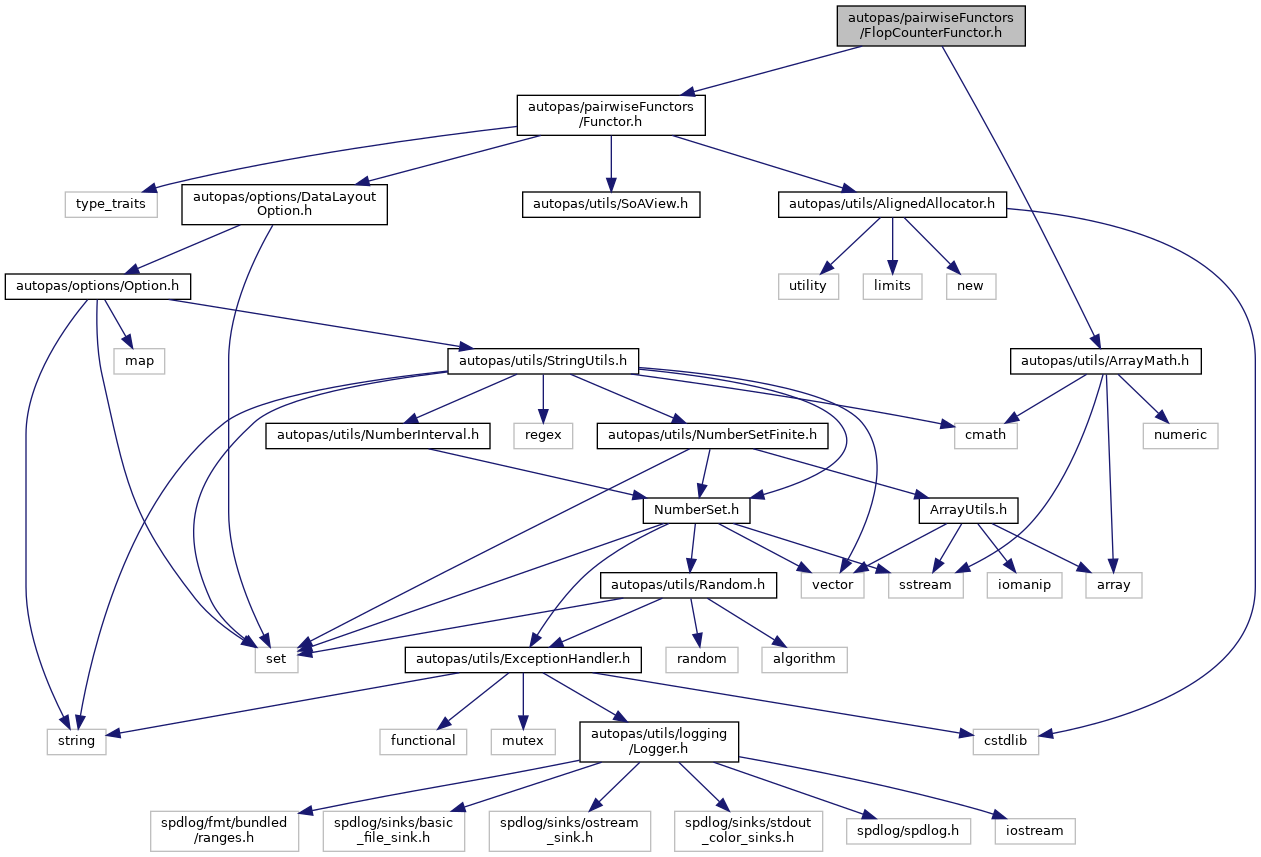 autopas/pairwiseFunctors
/FlopCounterFunctor.h
autopas/pairwiseFunctors
/Functor.h
type_traits
autopas/options/DataLayout
Option.h
autopas/utils/SoAView.h
autopas/utils/AlignedAllocator.h
autopas/options/Option.h
utility
limits
new
map
autopas/utils/StringUtils.h
autopas/utils/ArrayMath.h
autopas/utils/NumberInterval.h
regex
autopas/utils/NumberSetFinite.h
cmath
numeric
NumberSet.h
ArrayUtils.h
autopas/utils/Random.h
vector
sstream
iomanip
array
set
autopas/utils/ExceptionHandler.h
random
algorithm
string
functional
mutex
autopas/utils/logging
/Logger.h
cstdlib
spdlog/fmt/bundled
/ranges.h
spdlog/sinks/basic
_file_sink.h
spdlog/sinks/ostream
_sink.h
spdlog/sinks/stdout
_color_sinks.h
spdlog/spdlog.h
iostream